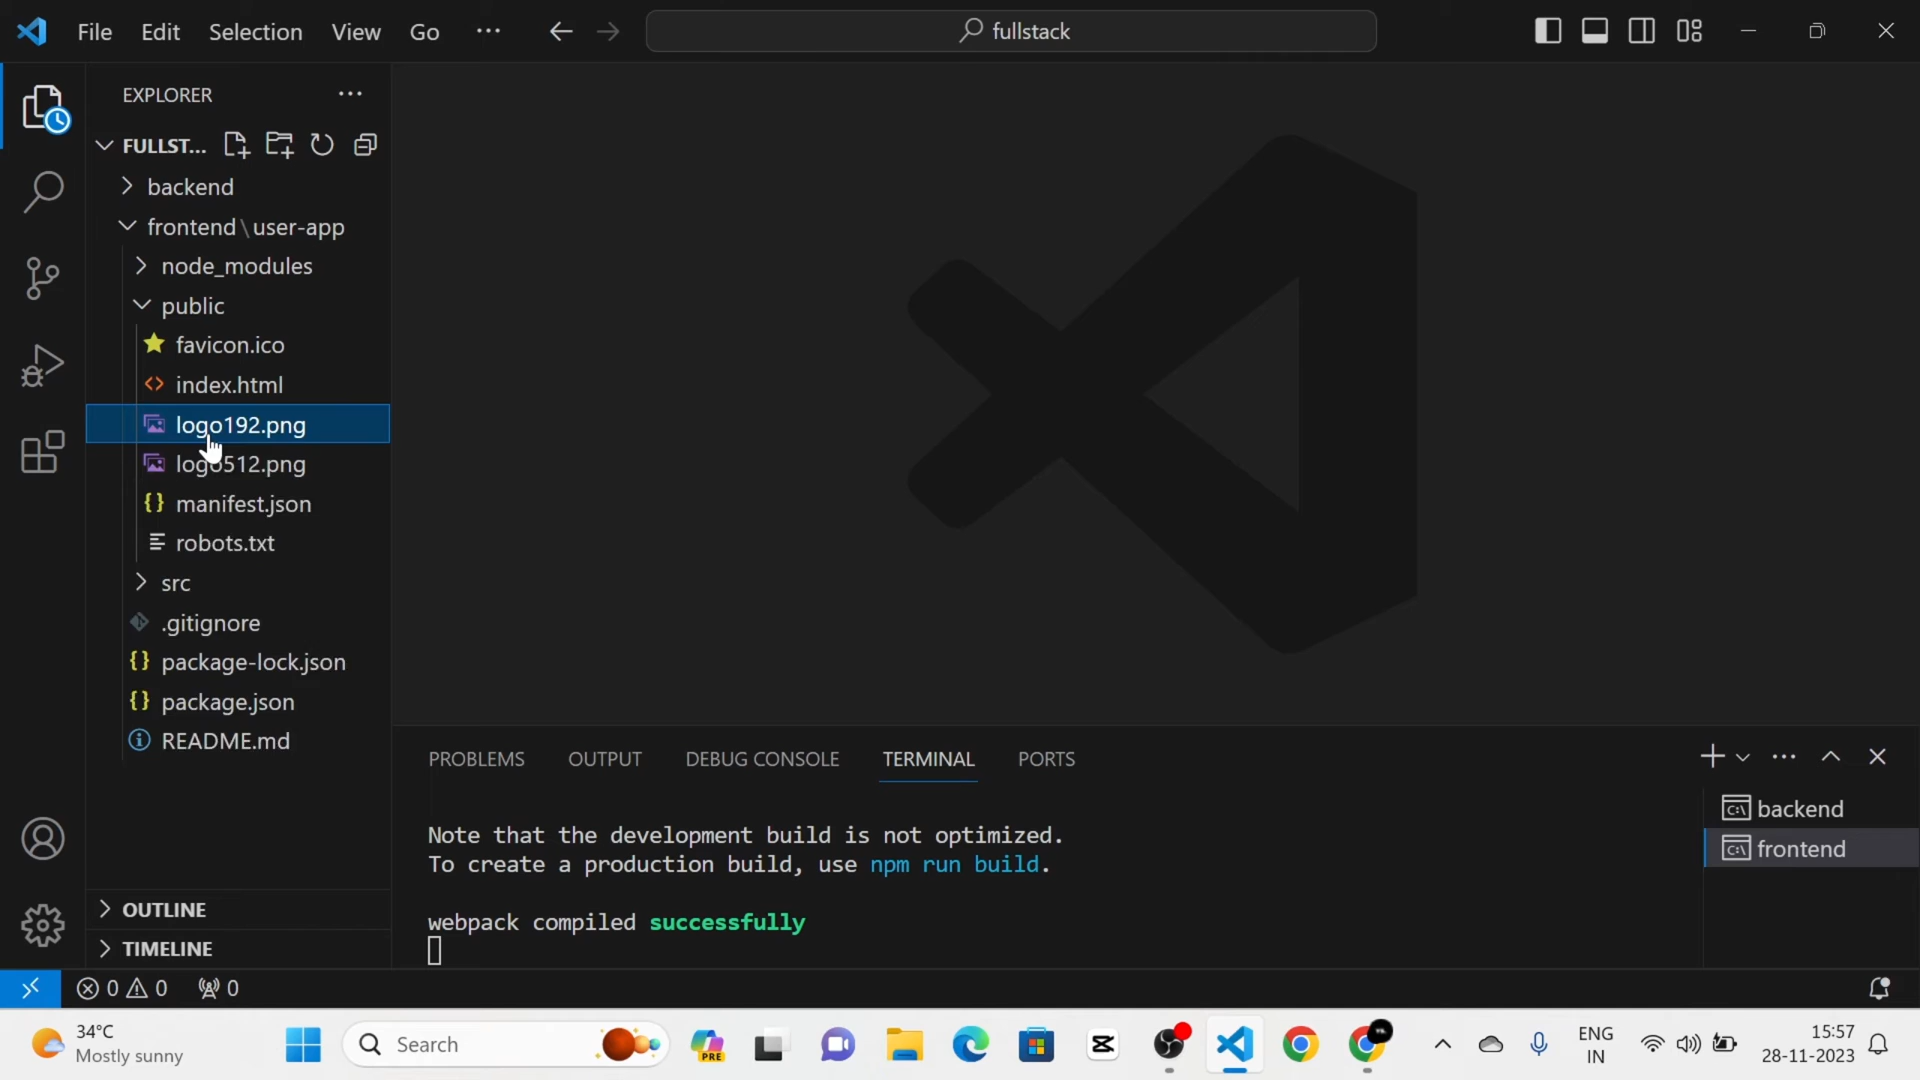 File Edit Selection View Go ··· fullstack
EXPLORER ···
FULLST...
backend
frontend\user-app
node_modules
public
favicon.ico
index.html
logo192.png
logo512.png
manifest.json
robots.txt
src
.gitignore
package-lock.json
package.json
README.md
OUTLINE
TIMELINE
PROBLEMS OUTPUT DEBUG CONSOLE TERMINAL PORTS
Note that the development build is not optimized.
To create a production build, use npm run build.
webpack compiled successfully
backend
frontend
0 0 0
34°C
Mostly sunny
Search
PRE
ENG
IN
15:57
28-11-2023